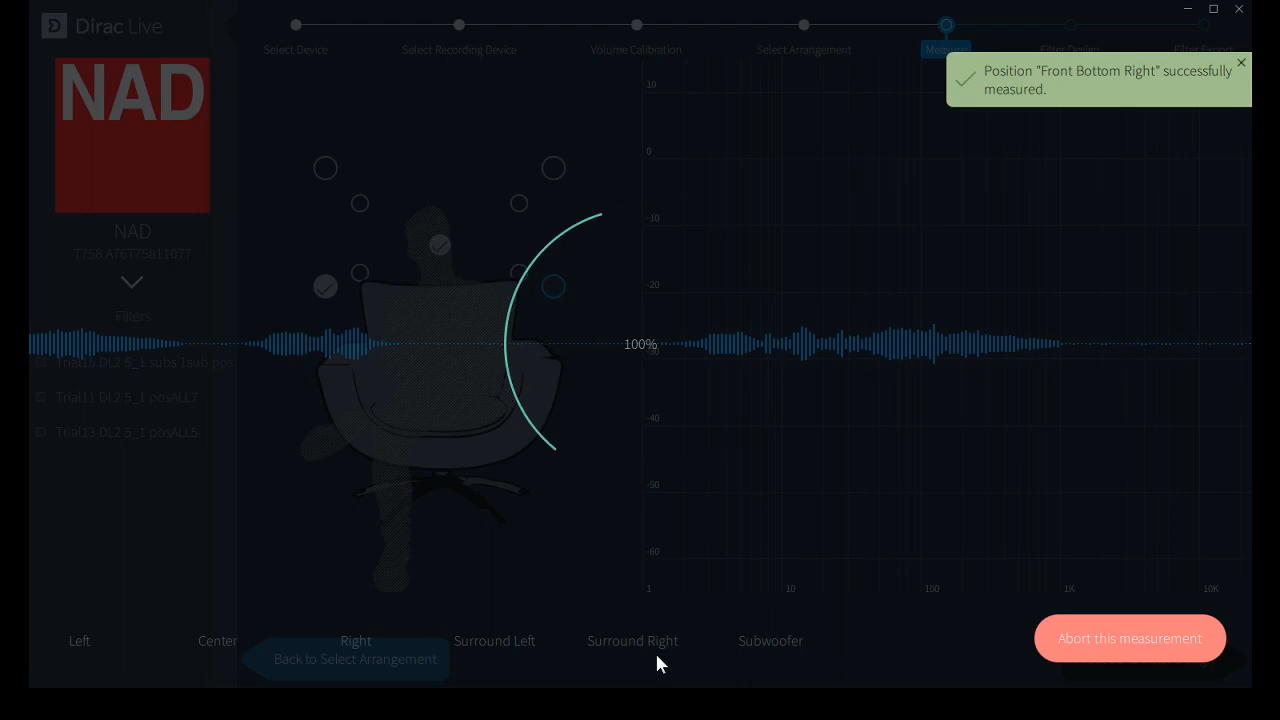 Dirac Live
Select Device
Select Recording Device
Volume Calibration
Select Arrangement
Measure
Filter Design
Filter Export
Position "Front Bottom Right" successfully
measured.
NAD
NAD
T758 A76T75811077
Filters
Trial15 DL2 5_1 subs 1sub pos
Trial11 DL2 5_1 posALL7
Trial13 DL2 5_1 posALL5
10
0
-10
-20
-30
-40
-50
-60
100%
1
10
100
1K
10K
Left
Center
Right
Surround Left
Surround Right
Subwoofer
Abort this measurement
Back to Select Arrangement